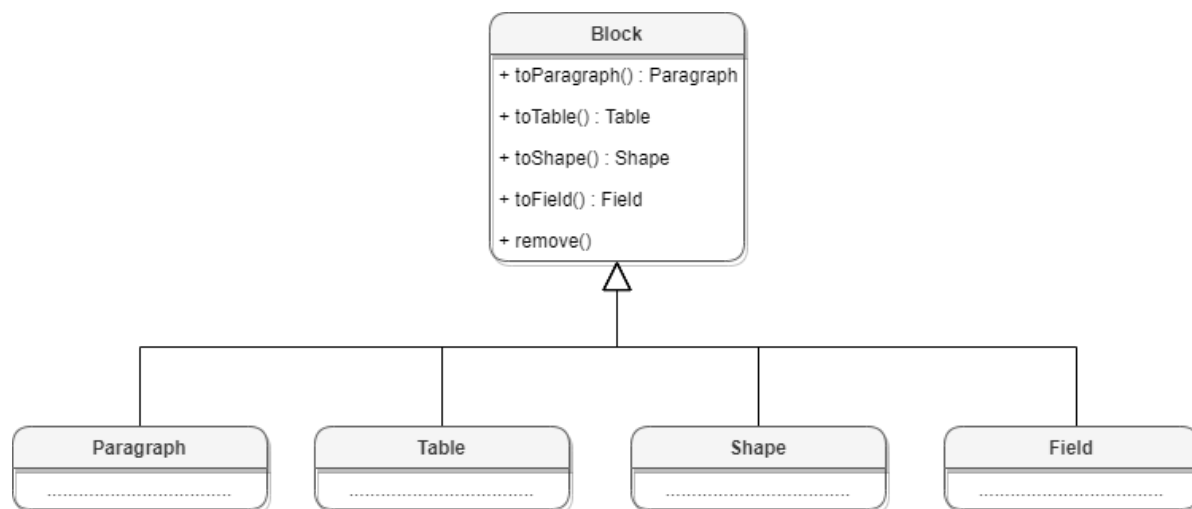 Block
+ toParagraph() : Paragraph
+ toTable() : Table
+ toShape() : Shape
+ toField() : Field
+ remove()
Paragraph
Table
Shape
Field